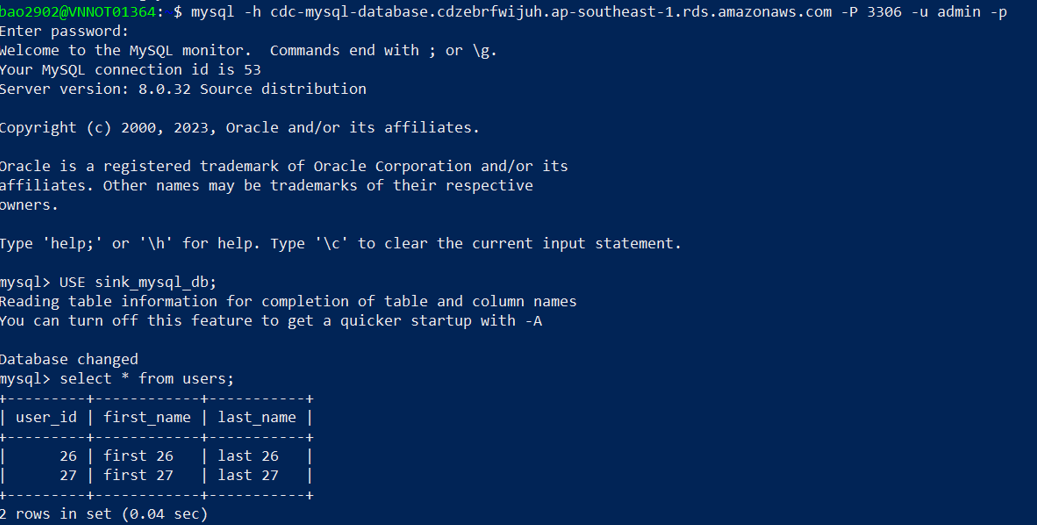 bao2902@VNNOT01364: $ mysql -h cdc-mysql-database.cdzebrfwijuh.ap-southeast-1.rds.amazonaws.com -P 3306 -u admin -p
Enter password:
Welcome to the MySQL monitor.  Commands end with ; or \g.
Your MySQL connection id is 53
Server version: 8.0.32 Source distribution

Copyright (c) 2000, 2023, Oracle and/or its affiliates.

Oracle is a registered trademark of Oracle Corporation and/or its
affiliates. Other names may be trademarks of their respective
owners.

Type 'help;' or '\h' for help. Type '\c' to clear the current input statement.

mysql> USE sink_mysql_db;
Reading table information for completion of table and column names
You can turn off this feature to get a quicker startup with -A

Database changed
mysql> select * from users;
+---------+------------+-----------+
| user_id | first_name | last_name |
+---------+------------+-----------+
|      26 | first 26   | last 26   |
|      27 | first 27   | last 27   |
+---------+------------+-----------+
2 rows in set (0.04 sec)